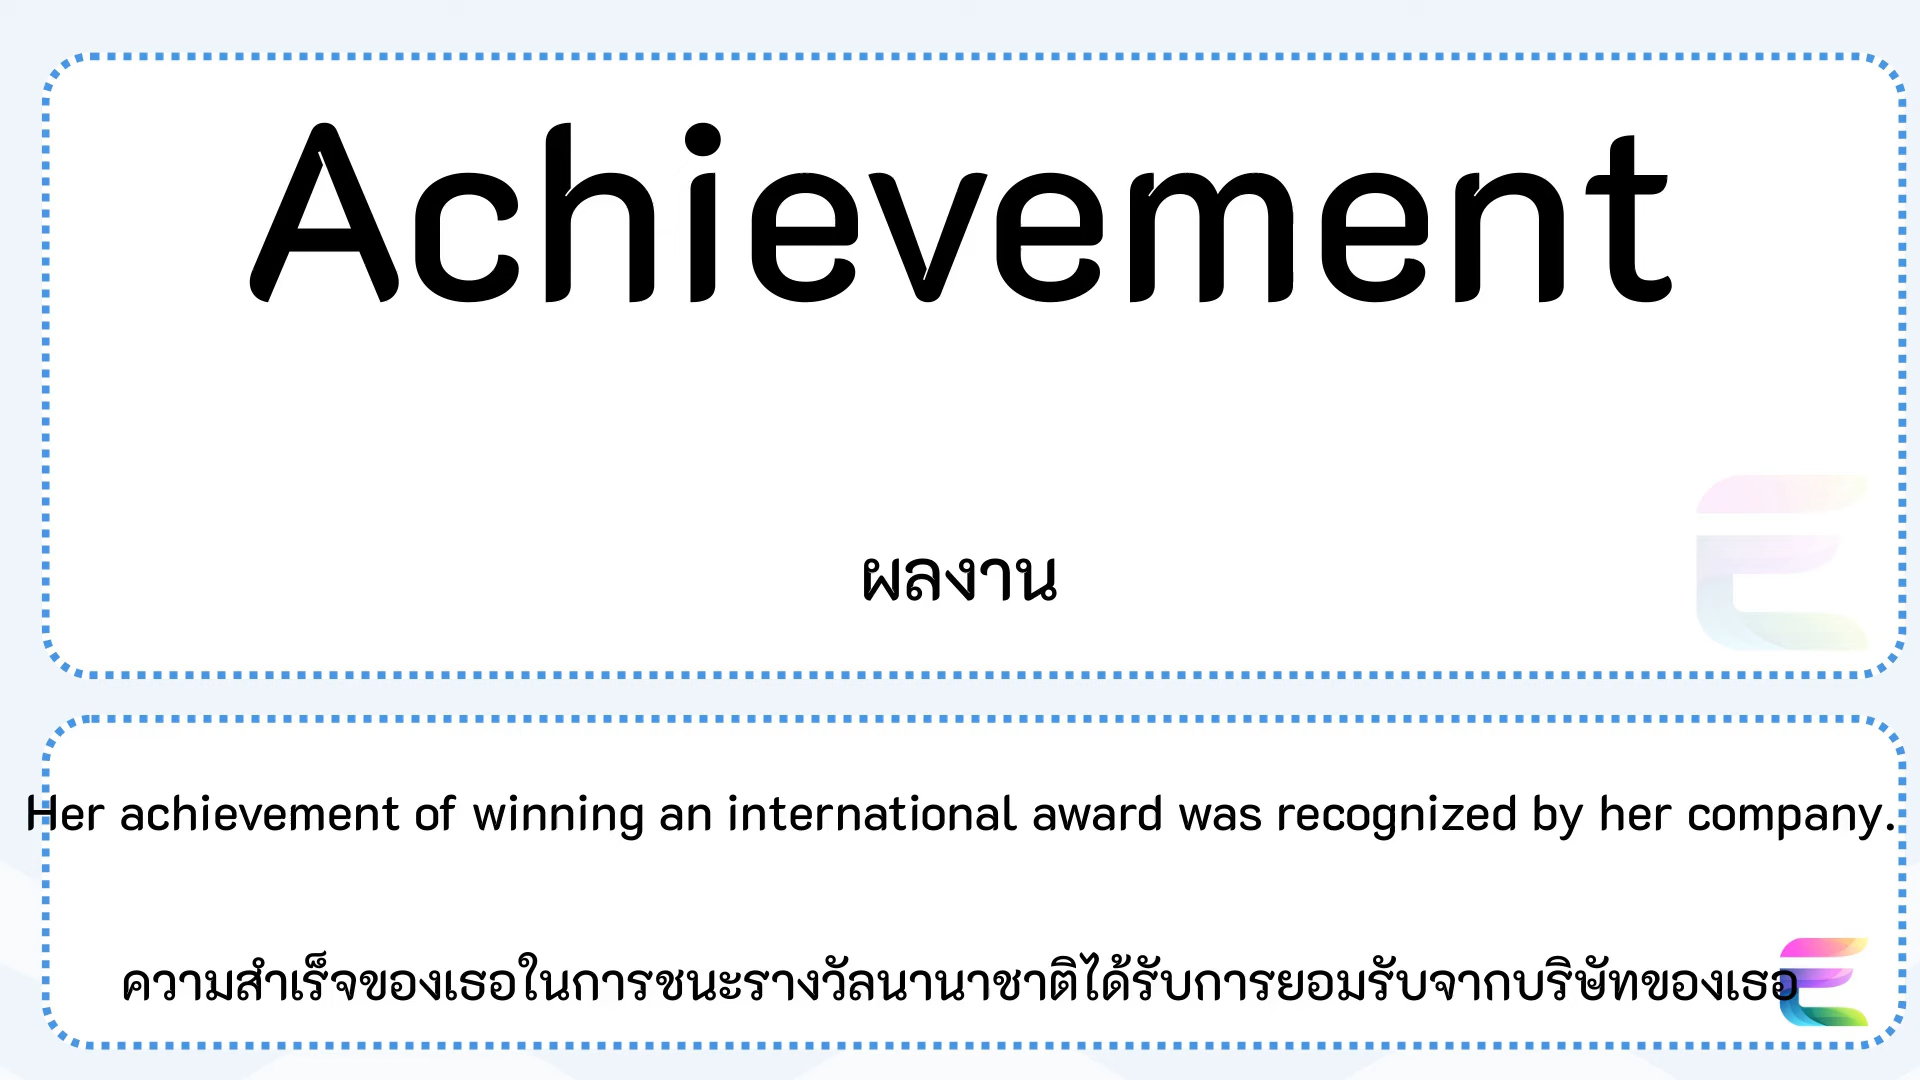 Achievement
ผลงาน
Her achievement of winning an international award was recognized by her company.
ความสำเร็จของเธอในการชนะรางวัลนานาชาติได้รับการยอมรับจากบริษัทของเธอ